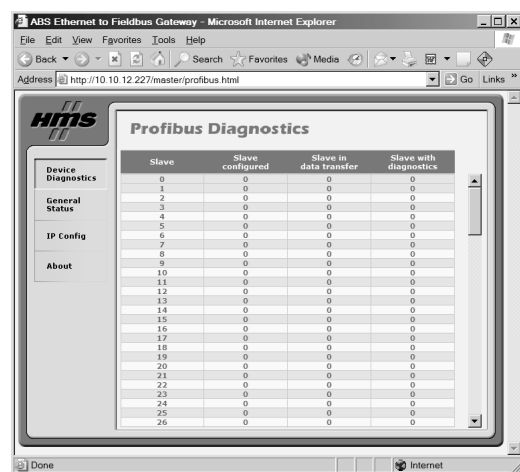 ABS Ethernet to Fieldbus Gateway - Microsoft Internet Explorer
File Edit View Favorites Tools Help
Back Search Favorites Media
Address http://10.10.12.227/master/profibus.html Go Links »
HMS
Profibus Diagnostics
Device
Diagnostics
General
Status
IP Config
About
Slave Slave configured Slave in data transfer Slave with diagnostics
0 0 0 0
1 0 0 0
2 0 0 0
3 0 0 0
4 0 0 0
5 0 0 0
6 0 0 0
7 0 0 0
8 0 0 0
9 0 0 0
10 0 0 0
11 0 0 0
12 0 0 0
13 0 0 0
14 0 0 0
15 0 0 0
16 0 0 0
17 0 0 0
18 0 0 0
19 0 0 0
20 0 0 0
21 0 0 0
22 0 0 0
23 0 0 0
24 0 0 0
25 0 0 0
26 0 0 0
Done Internet